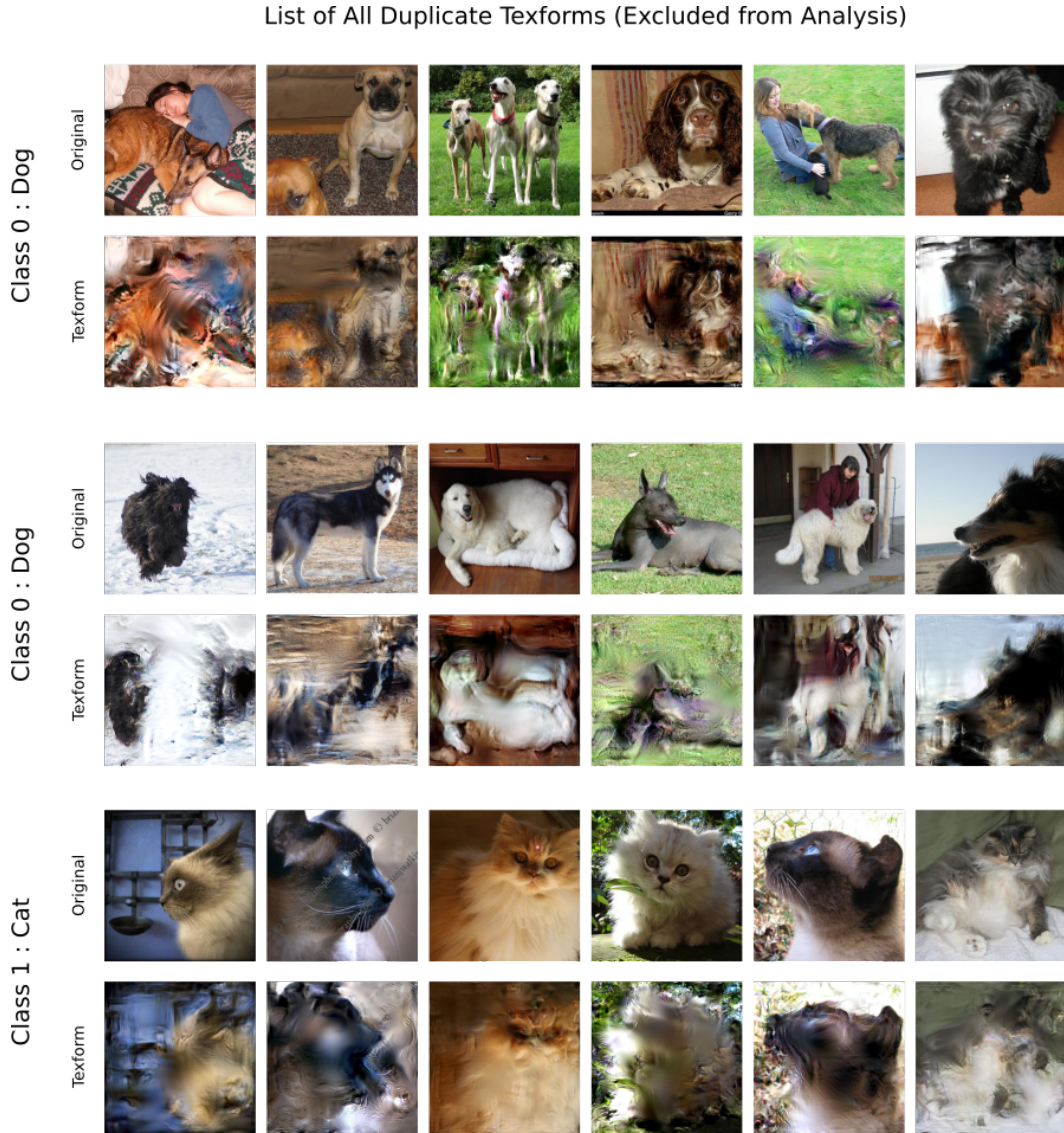 List of All Duplicate Texforms (Excluded from Analysis)
Class 0 : Dog
Original
Texform
Class 0 : Dog
Original
Texform
Class 1 : Cat
Original
Texform